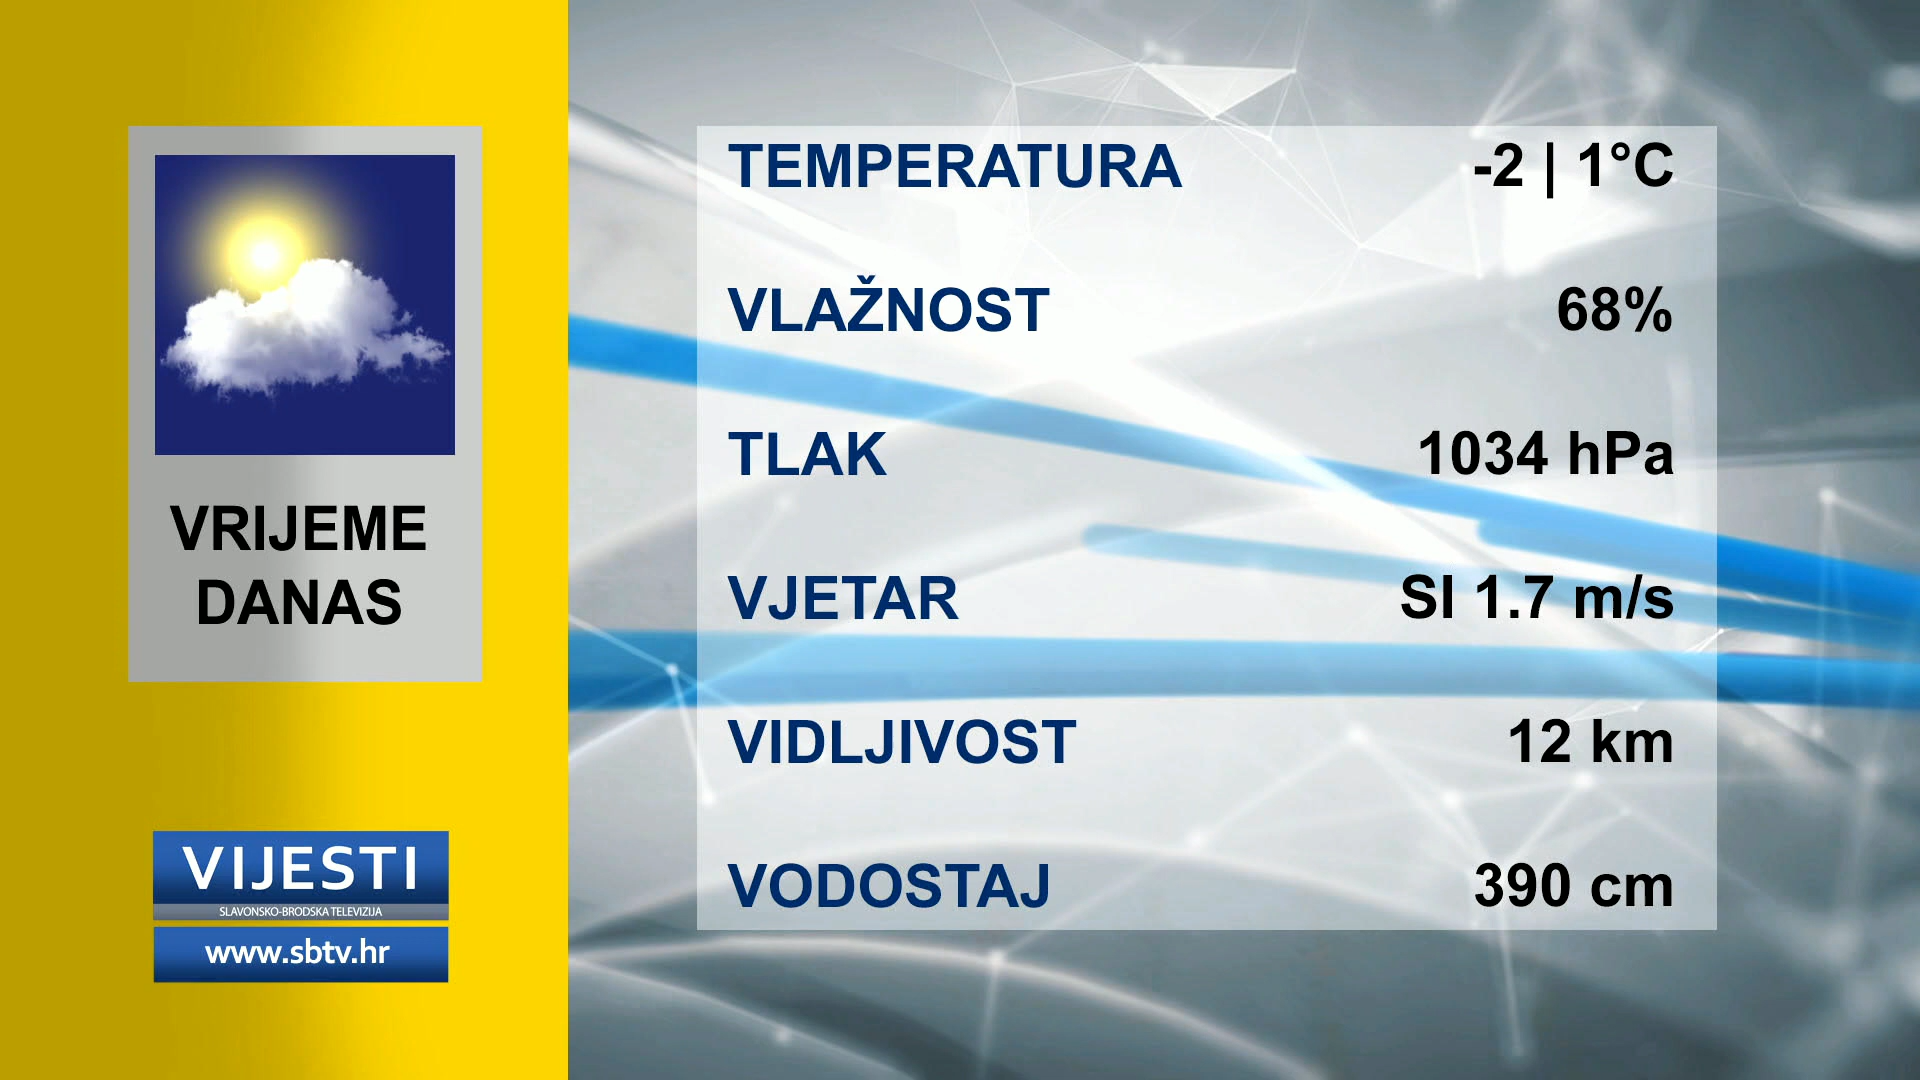 VRIJEME
DANAS
VIJESTI
SLAVONSKO-BRODSKA TELEVIZIJA
www.sbtv.hr
TEMPERATURA -2 | 1°C
VLAŽNOST 68%
TLAK 1034 hPa
VJETAR SI 1.7 m/s
VIDLJIVOST 12 km
VODOSTAJ 390 cm